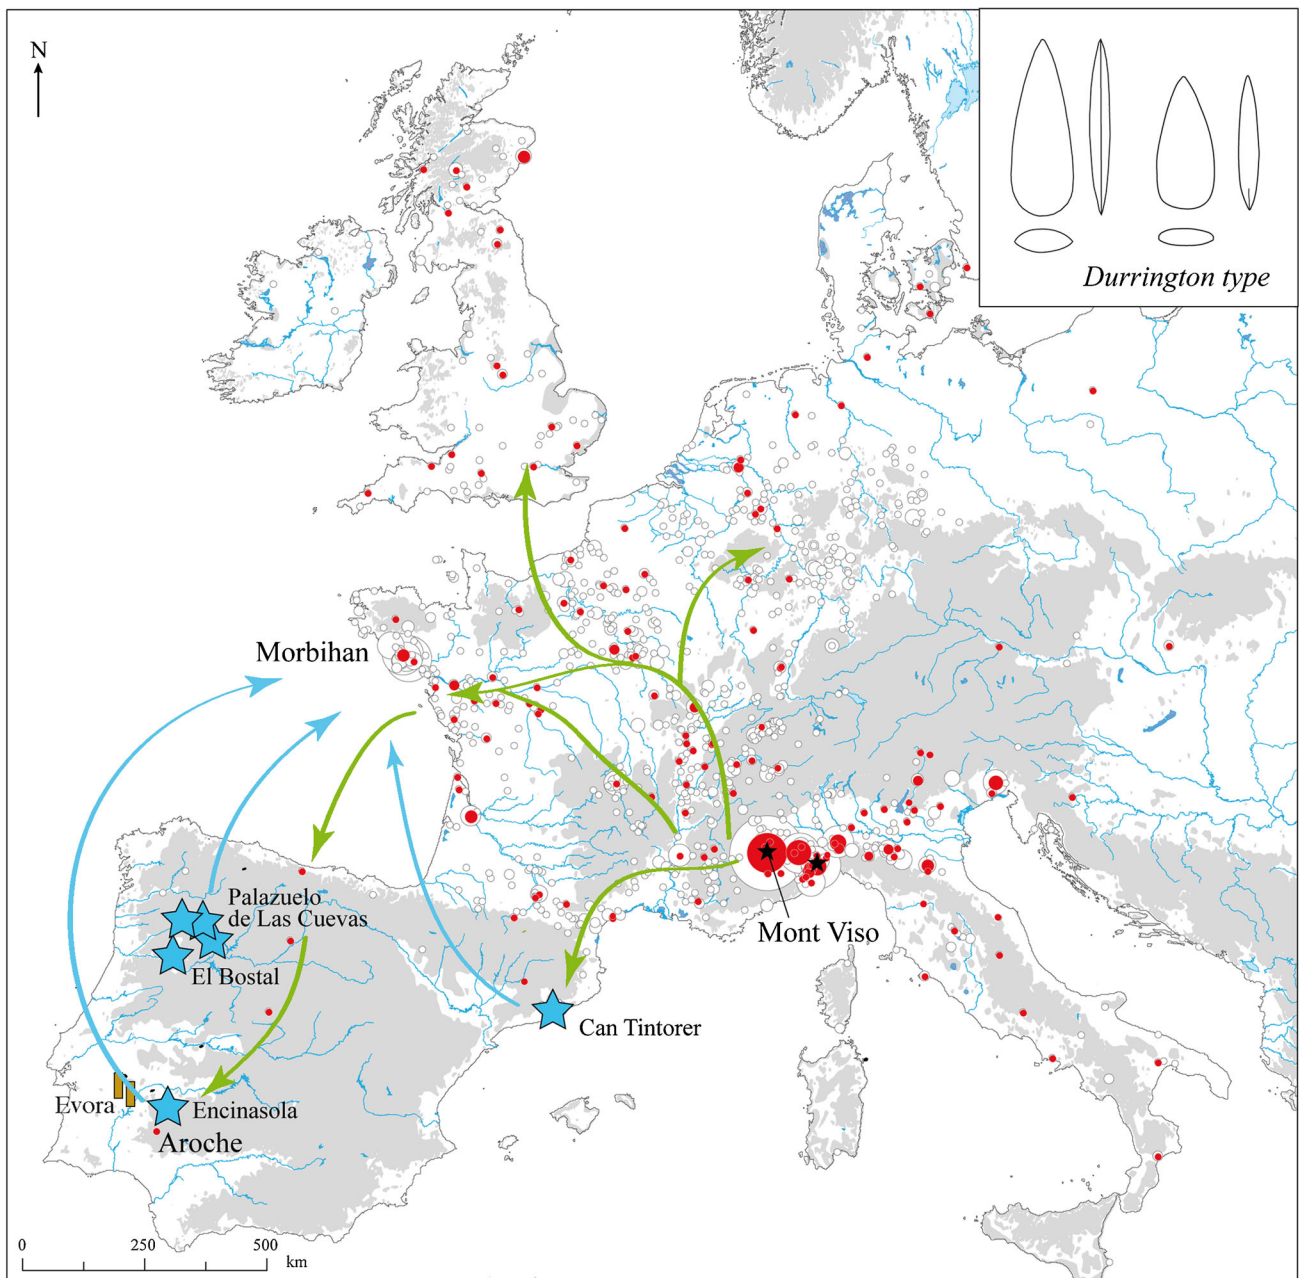 N
Durrington type
Morbihan
Palazuelo
de Las Cuevas
El Bostal
Mont Viso
Can Tintorer
Evora
Encinasola
Aroche
0 250 500
km